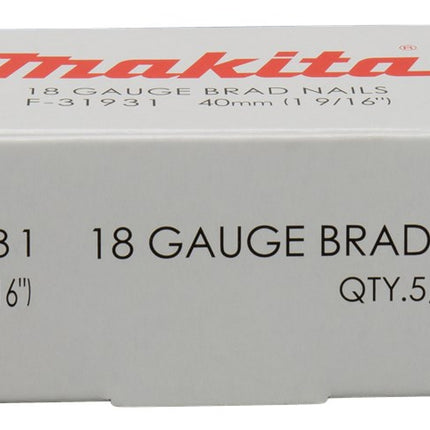 makita®
18 GAUGE BRAD NAILS
F-31931 40mm (1 9/16")
31 18 GAUGE BRAD
6") QTY.5,